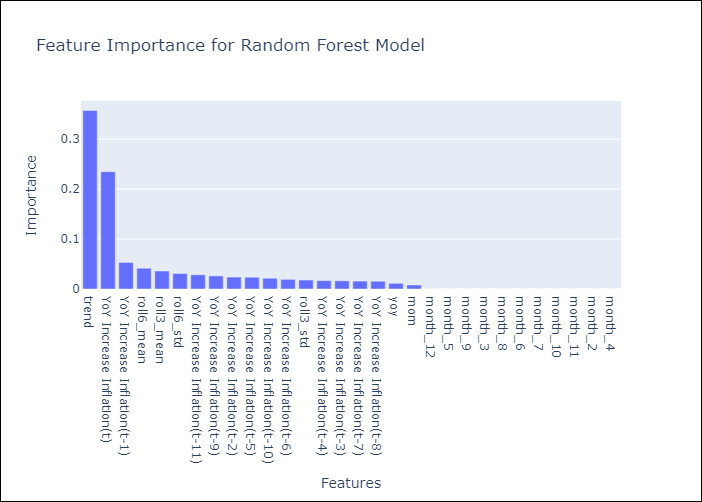 Feature Importance for Random Forest Model
Importance
0.3
0.2
0.1
0
trend
YoY Increase Inflation(t)
YoY Increase Inflation(t-1)
roll6_mean
roll3_mean
roll6_std
YoY Increase Inflation(t-11)
YoY Increase Inflation(t-9)
YoY Increase Inflation(t-2)
YoY Increase Inflation(t-5)
YoY Increase Inflation(t-10)
YoY Increase Inflation(t-6)
roll3_std
YoY Increase Inflation(t-4)
YoY Increase Inflation(t-3)
YoY Increase Inflation(t-7)
YoY Increase Inflation(t-8)
yoy
mom
month_12
month_5
month_9
month_3
month_8
month_6
month_7
month_10
month_11
month_2
month_4
Features